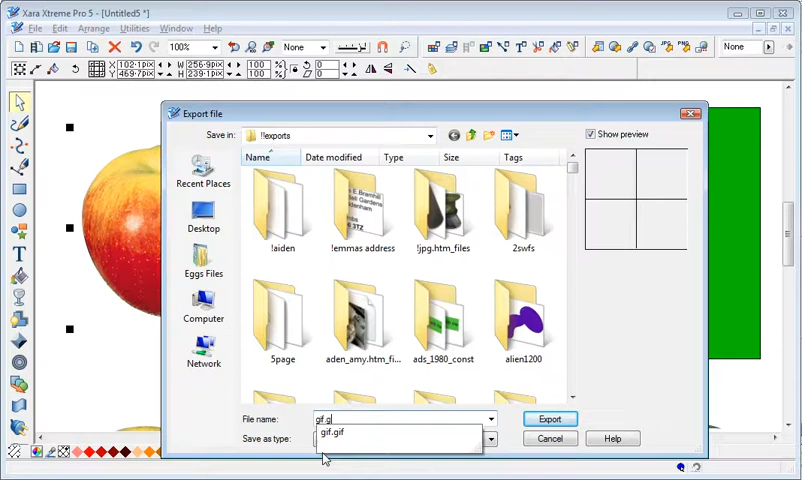 Xara Xtreme Pro 5 - [Untitled5 *]
File Edit Arrange Utilities Window Help
100% None JPG PNG None
X 102·1pix W 256·9pix 100 0
Y 469·7pix H 239·1pix 100 0
Export file
Save in: !!exports
Show preview
Name Date modified Type Size Tags
Recent Places
Desktop
Eggs Files
Computer
Network
!aiden !emmas address !jpg.htm_files 2swfs
5page aden_amy.htm_fi... ads_1980_const alien1200
File name: gif.g
Export
gif.gif
Save as type:
Cancel
Help